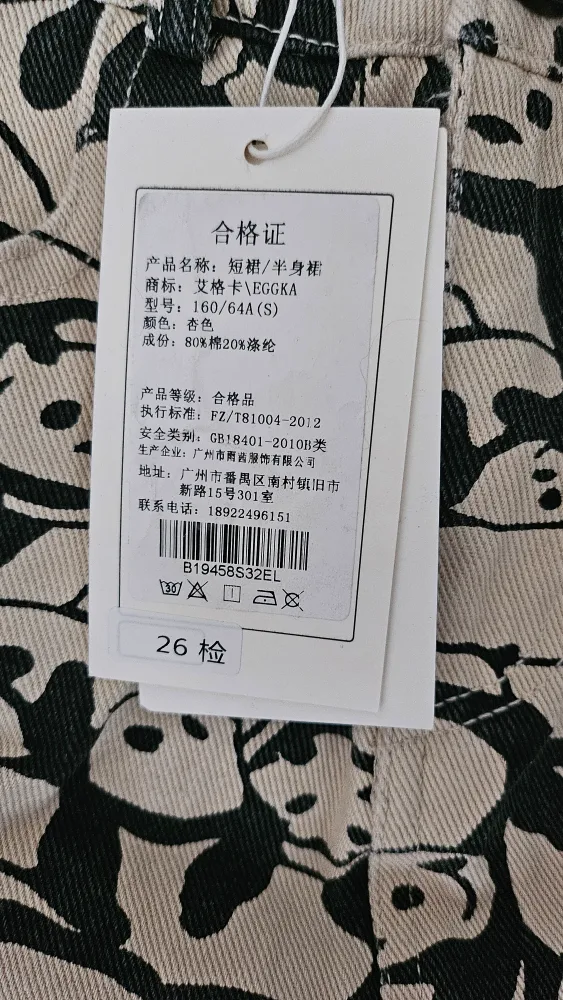 合格证
产品名称：短裙/半身裙
商标：艾格卡\EGGKA
型号：160/64A(S)
颜色：杏色
成份：80%棉20%涤纶
产品等级：合格品
执行标准：FZ/T81004-2012
安全类别：GB18401-2010B类
生产企业：广州市雨茜服饰有限公司
地址：广州市番禺区南村镇旧市
新路15号301室
联系电话：18922496151
B19458S32EL
30
26 检